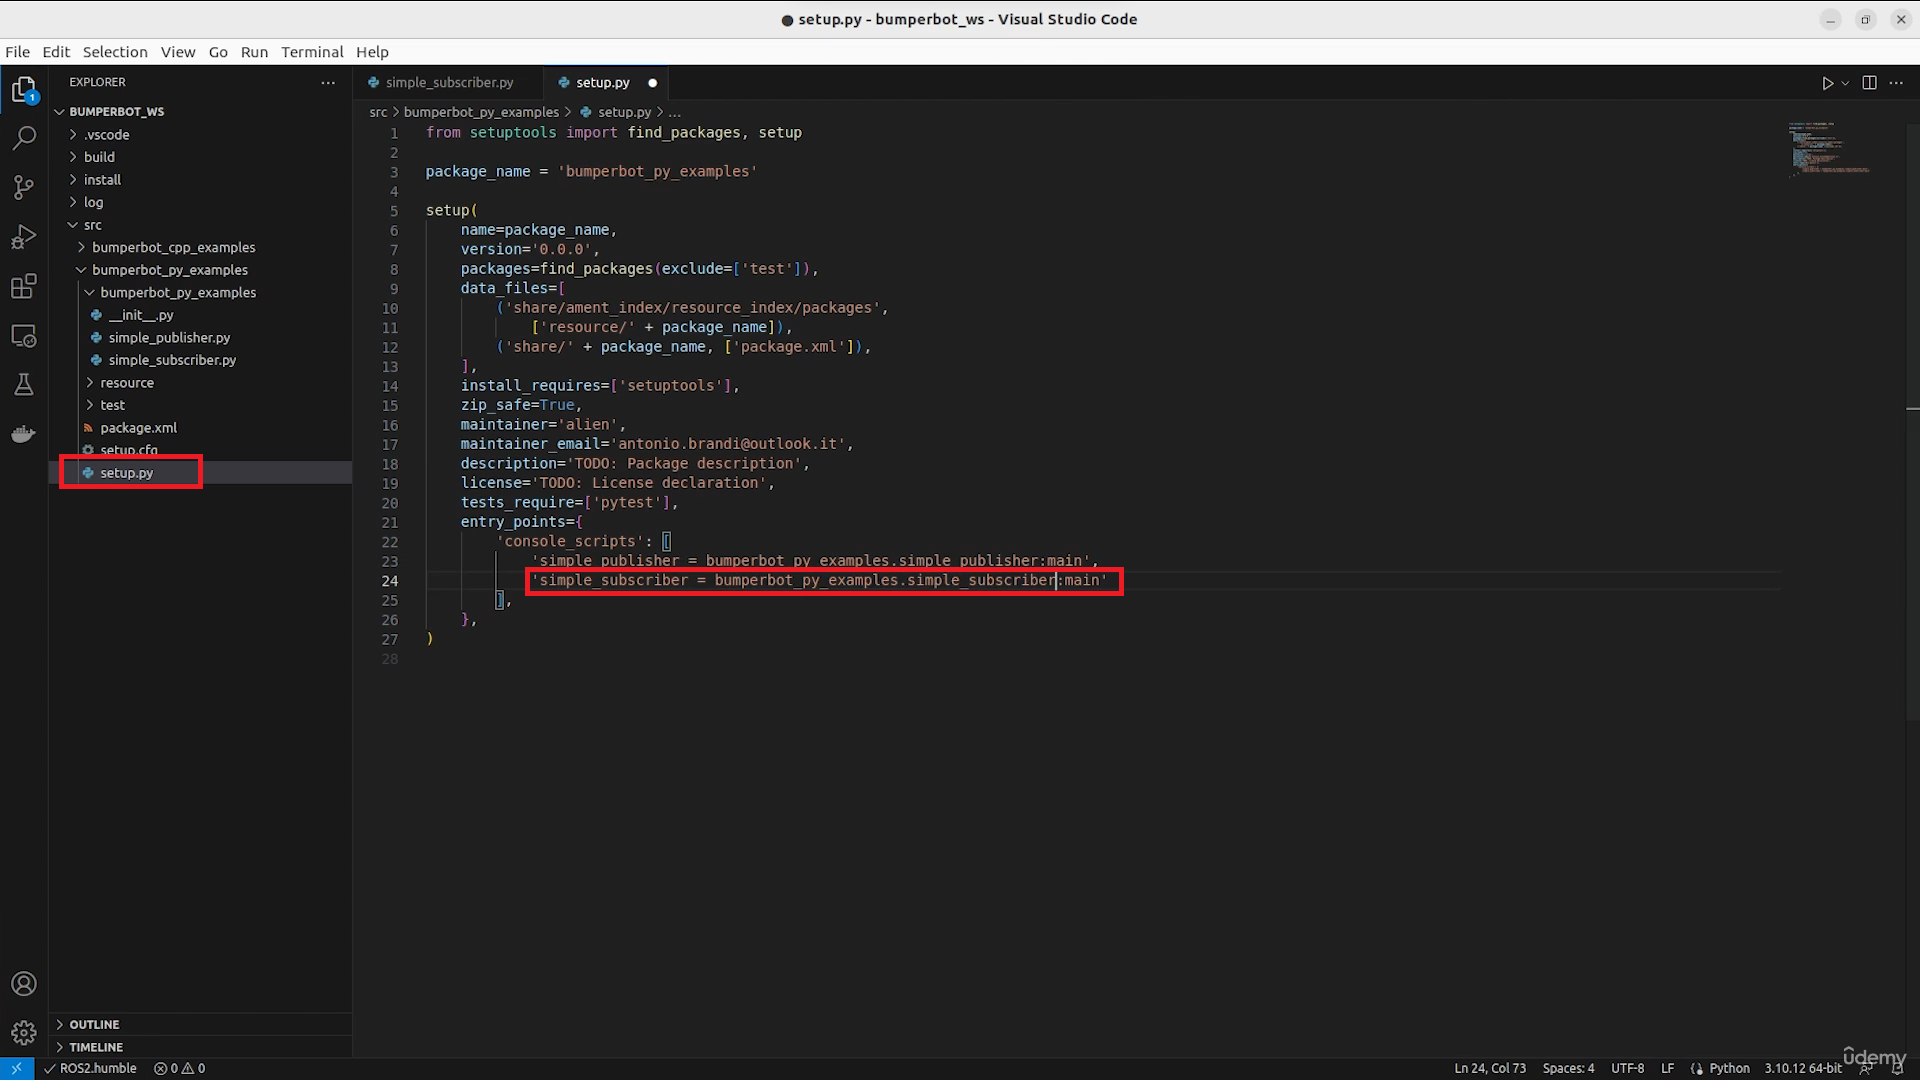 ● setup.py - bumperbot_ws - Visual Studio Code
File Edit Selection View Go Run Terminal Help
EXPLORER
BUMPERBOT_WS
.vscode
build
install
log
src
bumperbot_cpp_examples
bumperbot_py_examples
bumperbot_py_examples
__init__.py
simple_publisher.py
simple_subscriber.py
resource
test
package.xml
setup.cfg
setup.py
OUTLINE
TIMELINE
1
simple_subscriber.py
setup.py
src > bumperbot_py_examples > setup.py > ...
1 from setuptools import find_packages, setup
2
3 package_name = 'bumperbot_py_examples'
4
5 setup(
6 name=package_name,
7 version='0.0.0',
8 packages=find_packages(exclude=['test']),
9 data_files=[
10 ('share/ament_index/resource_index/packages',
11 ['resource/' + package_name]),
12 ('share/' + package_name, ['package.xml']),
13 ],
14 install_requires=['setuptools'],
15 zip_safe=True,
16 maintainer='alien',
17 maintainer_email='antonio.brandi@outlook.it',
18 description='TODO: Package description',
19 license='TODO: License declaration',
20 tests_require=['pytest'],
21 entry_points={
22 'console_scripts': [
23 'simple_publisher = bumperbot_py_examples.simple_publisher:main',
24 'simple_subscriber = bumperbot_py_examples.simple_subscriber:main'
25 ],
26 },
27 )
28
ROS2.humble 0 0
Ln 24, Col 73 Spaces: 4 UTF-8 LF Python 3.10.12 64-bit
udemy